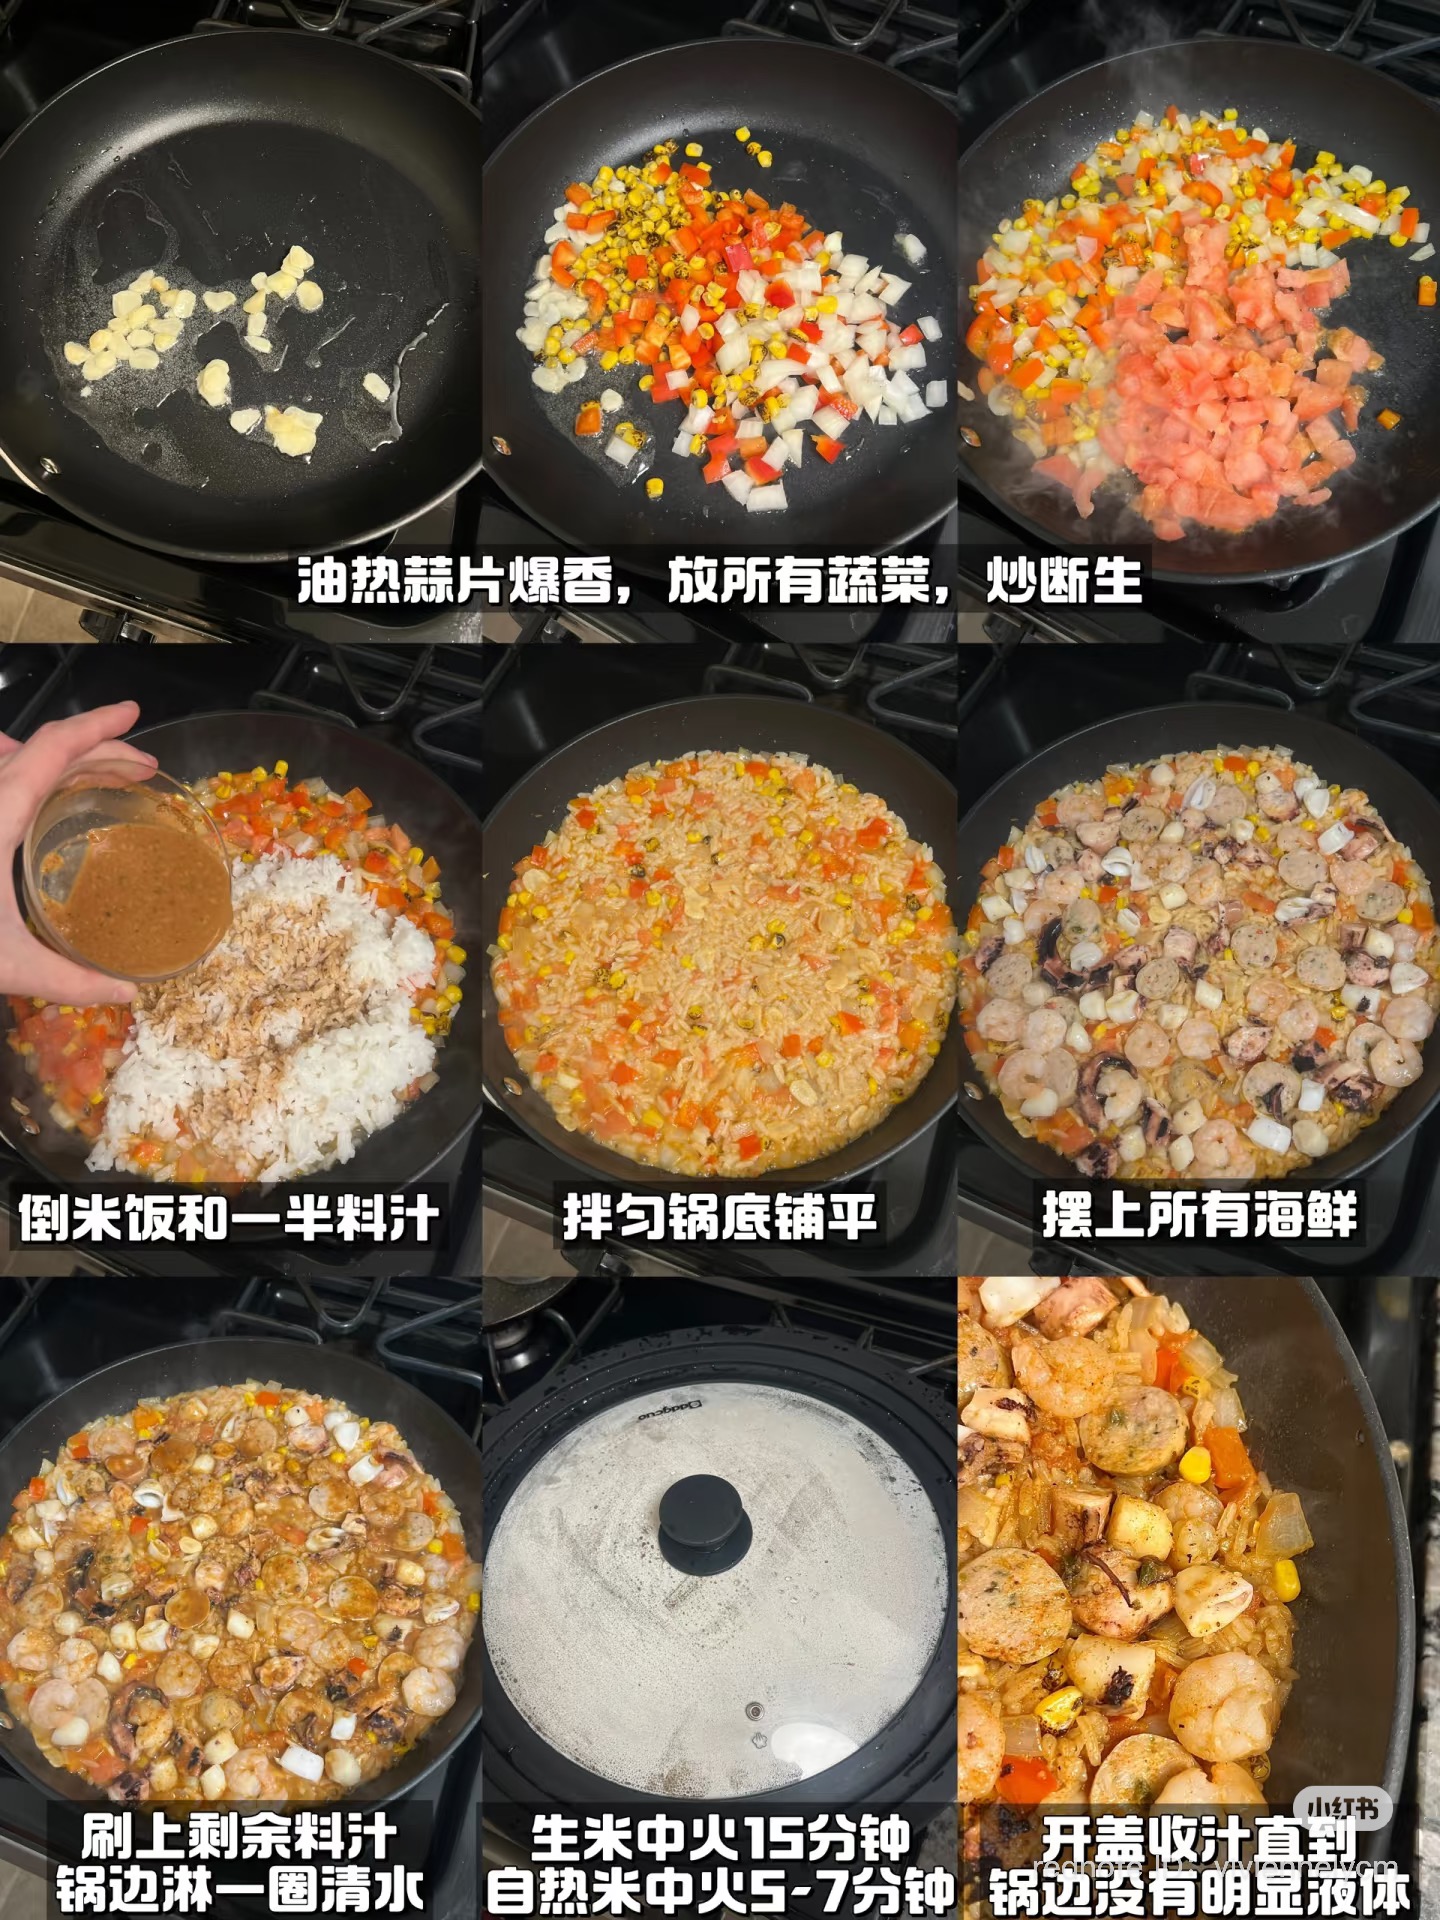 油热蒜片爆香，放所有蔬菜，炒断生
倒米饭和一半料汁
拌匀锅底铺平
摆上所有海鲜
刷上剩余料汁
锅边淋一圈清水
生米中火15分钟
自热米中火5-7分钟
小红书
开盖收汁直到
锅边没有明显液体